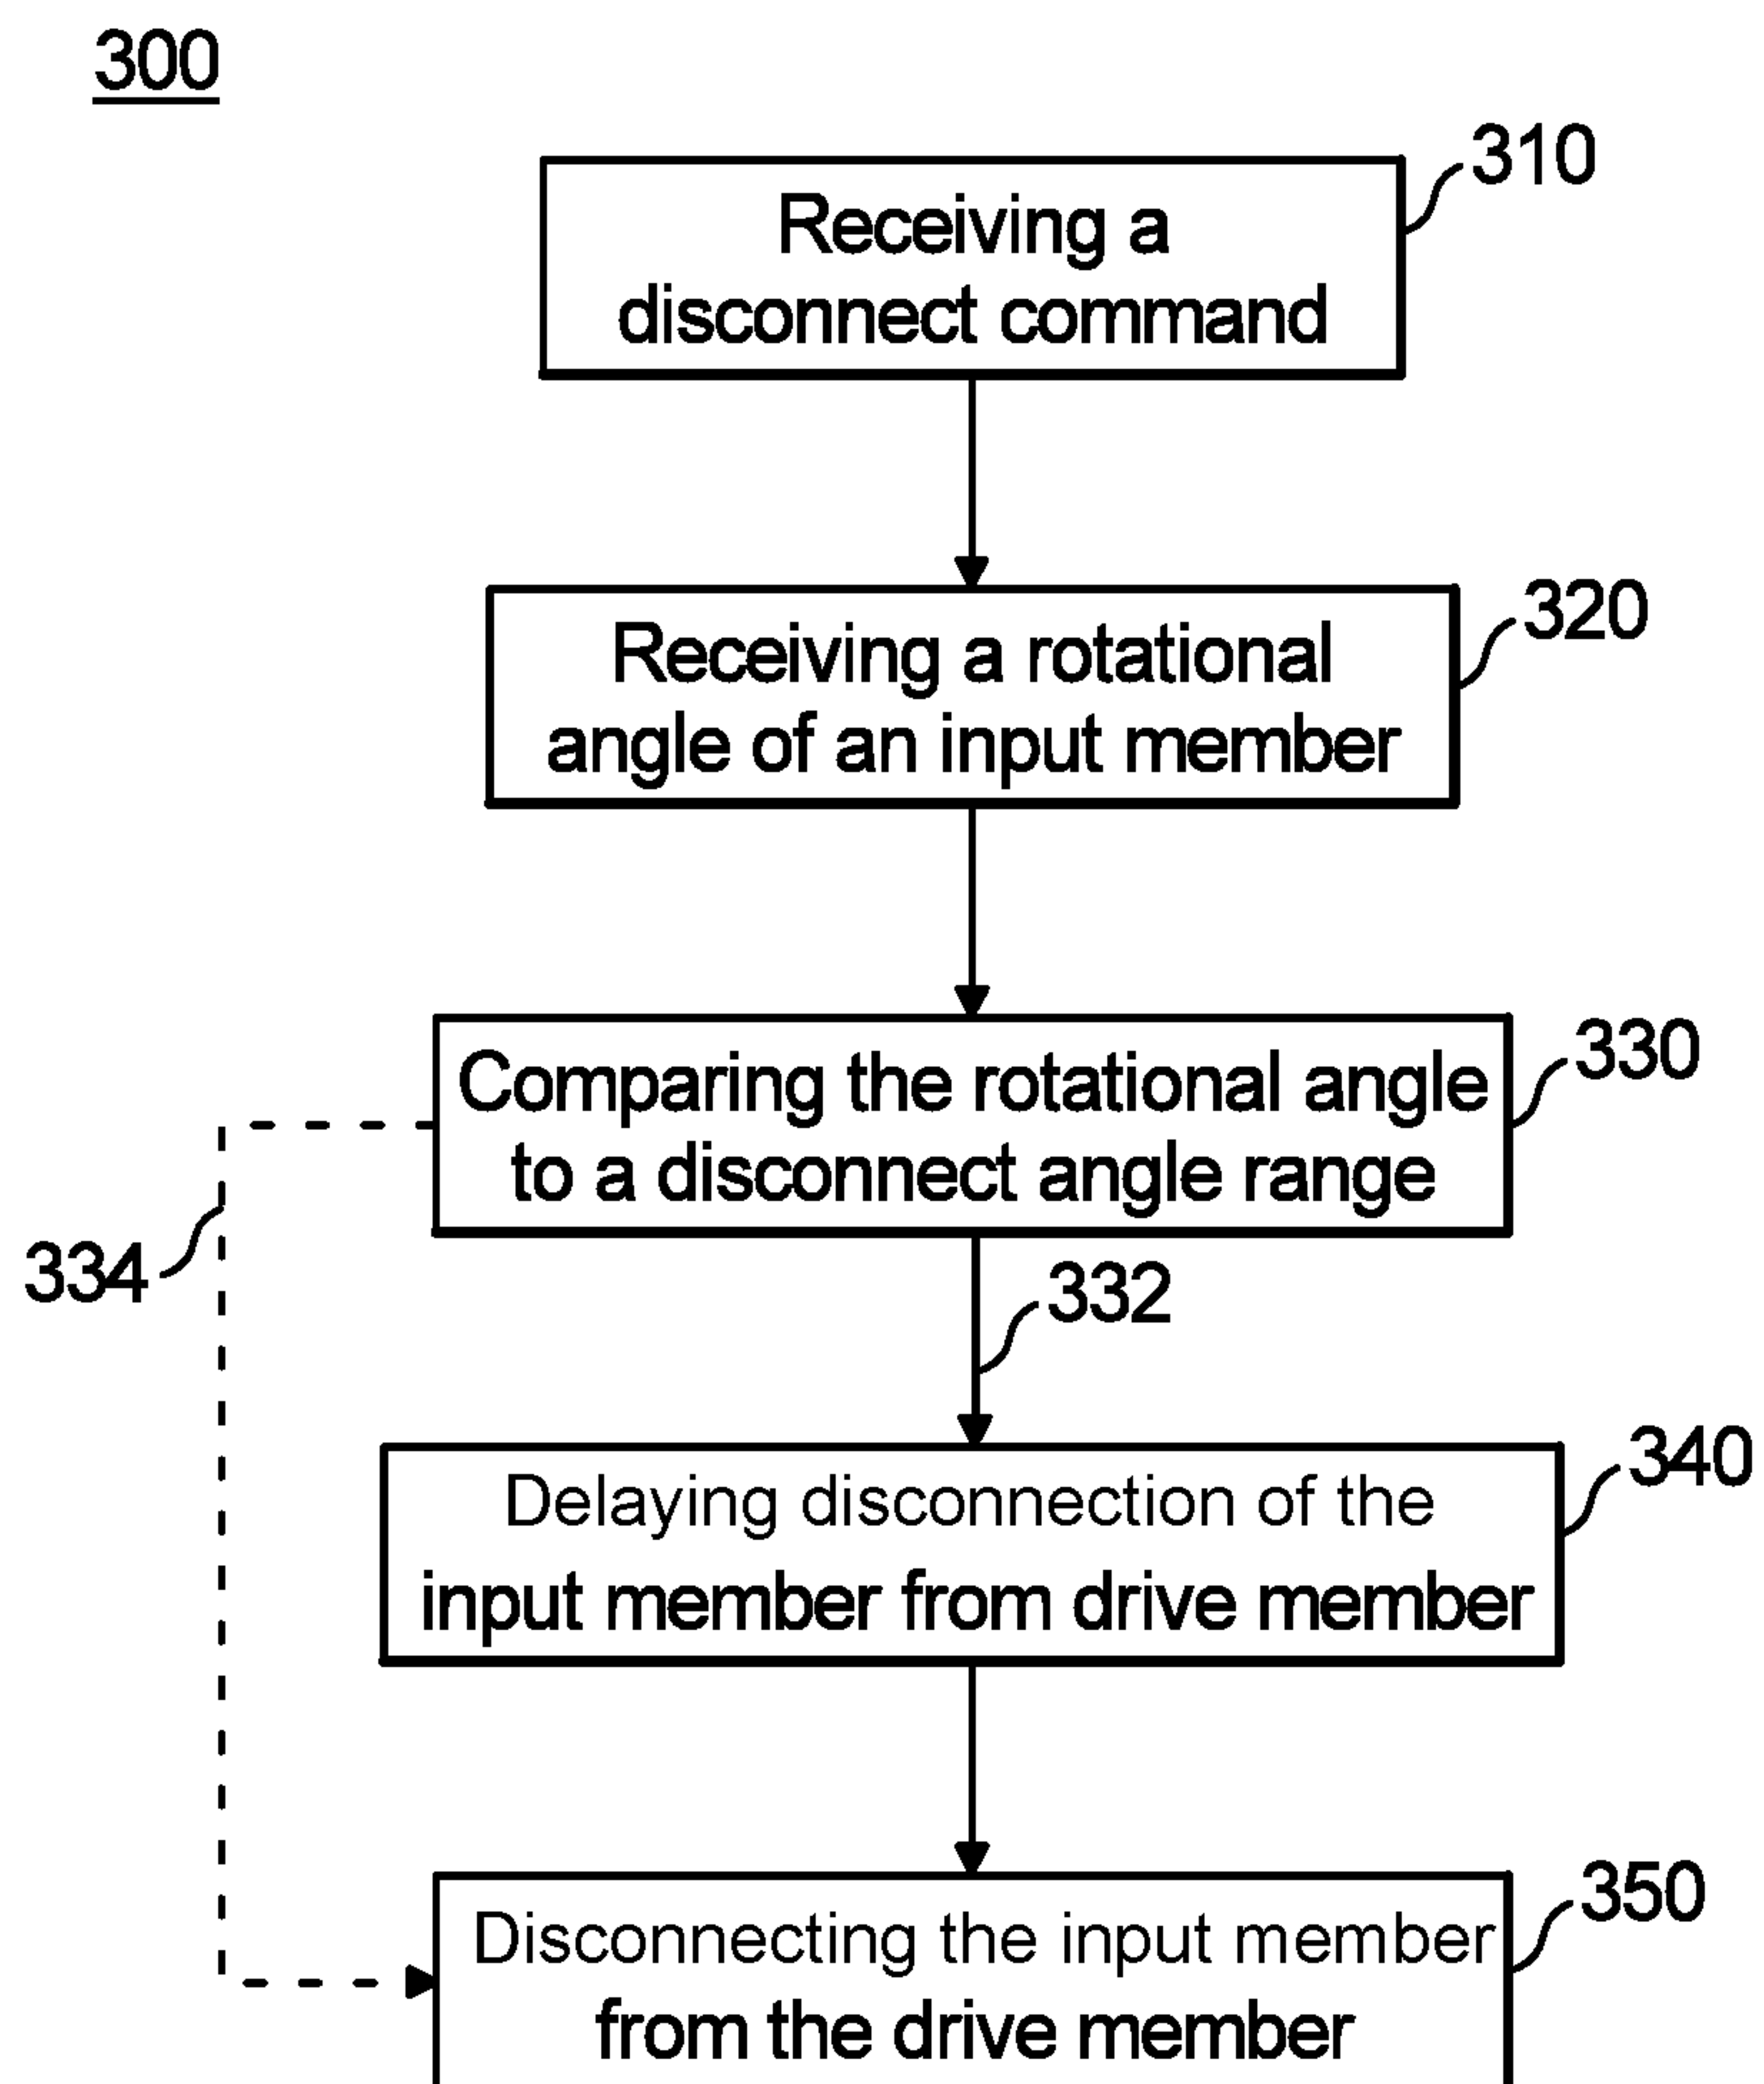 300
310
Receiving a
disconnect command
320
Receiving a rotational
angle of an input member
330
Comparing the rotational angle
to a disconnect angle range
334
332
340
Delaying disconnection of the
input member from drive member
350
Disconnecting the input member
from the drive member